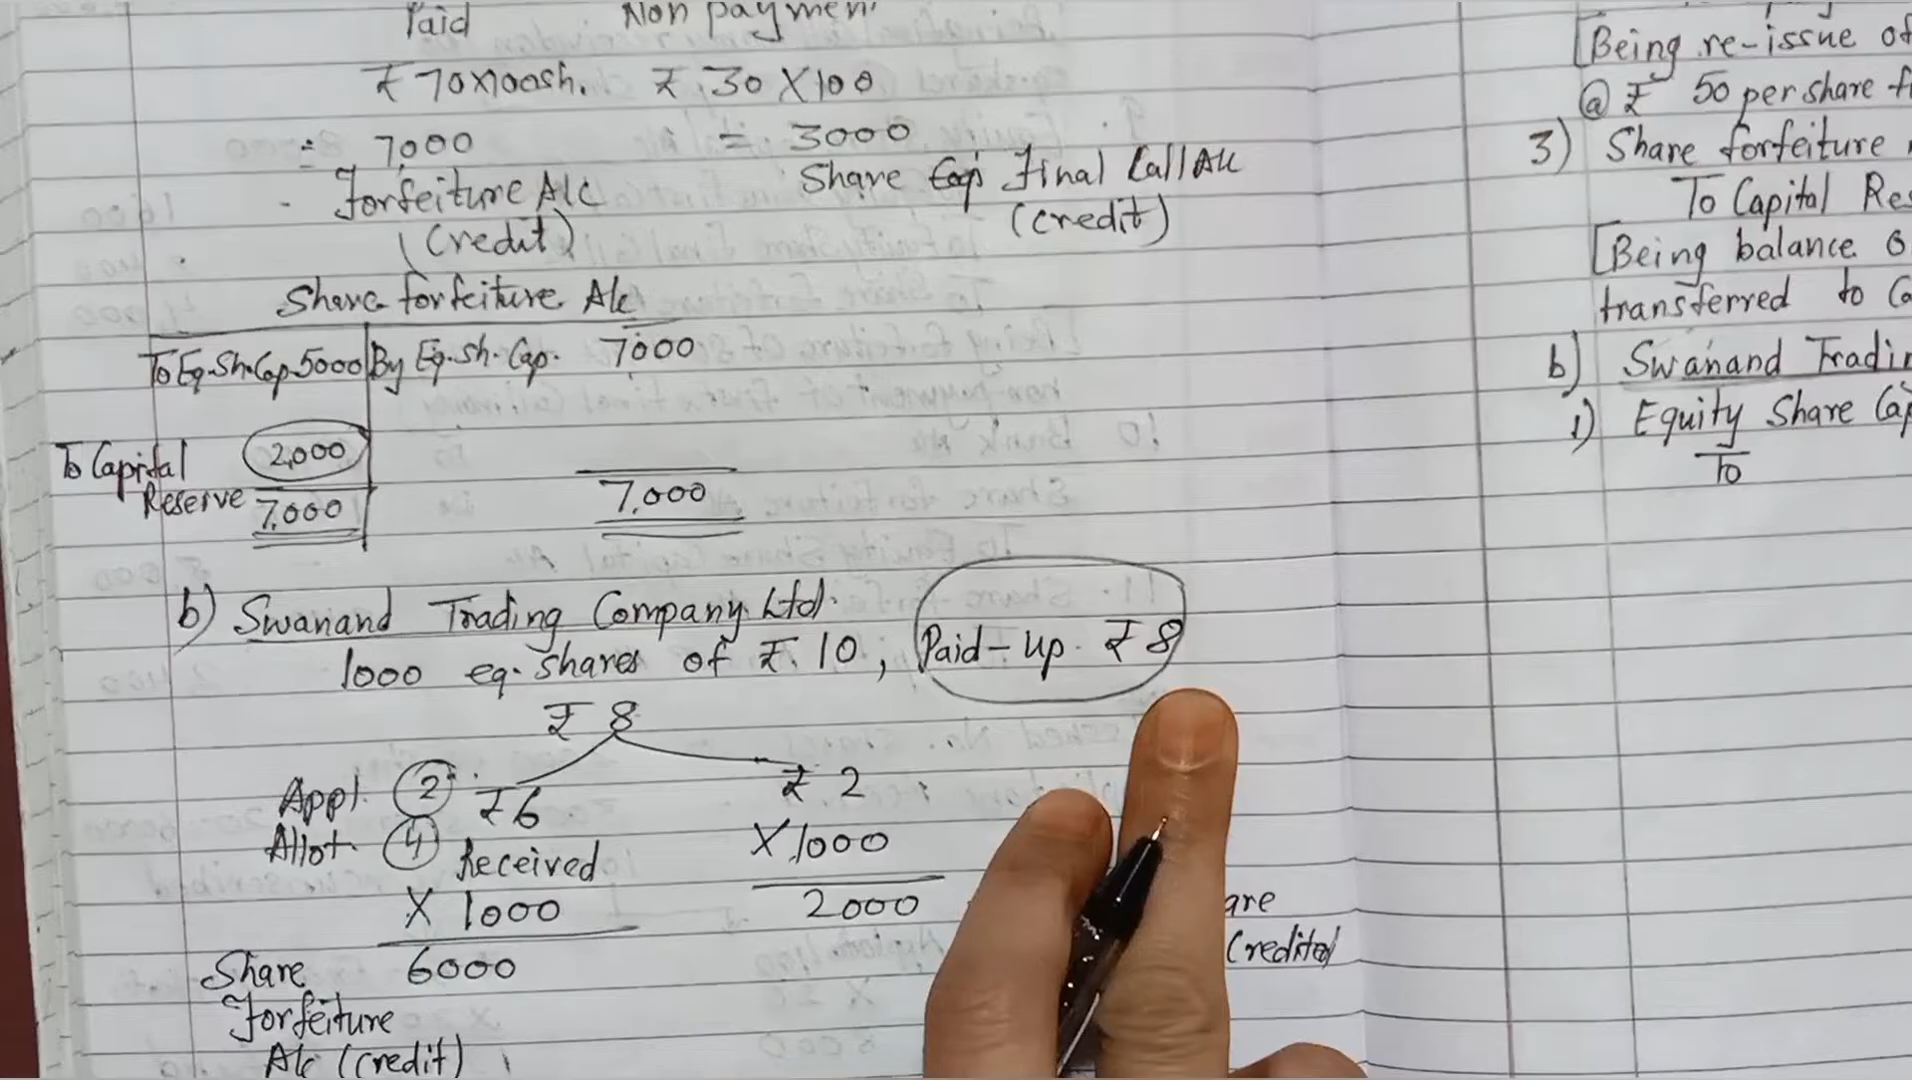 Paid Non paymen
₹ 70x100sh. ₹ 30 X 100
= 7000 = 3000
Forfeiture A/c Share Final Call A/c
(Credit) (Credit)
Share forfeiture A/c
To Eq.Sh.Cap. 5000 By Eq.sh.Cap. 7000
To Capital 2,000
Reserve 7,000 7,000
b) Swanand Trading Company Ltd.
1000 eq. shares of ₹. 10, Paid-up ₹ 8
₹ 8
Appl. 2 ₹6 ₹ 2
Allot. 4 Received X 1000
X 1000 2000
Share 6000
Forfeiture
A/c (Credit)
are
Credited
[Being re-issue of
@ ₹ 50 per share f
3) Share forfeiture
To Capital Res
[Being balance o
transferred to Ca
b) Swanand Tradin
1) Equity Share Cap
To